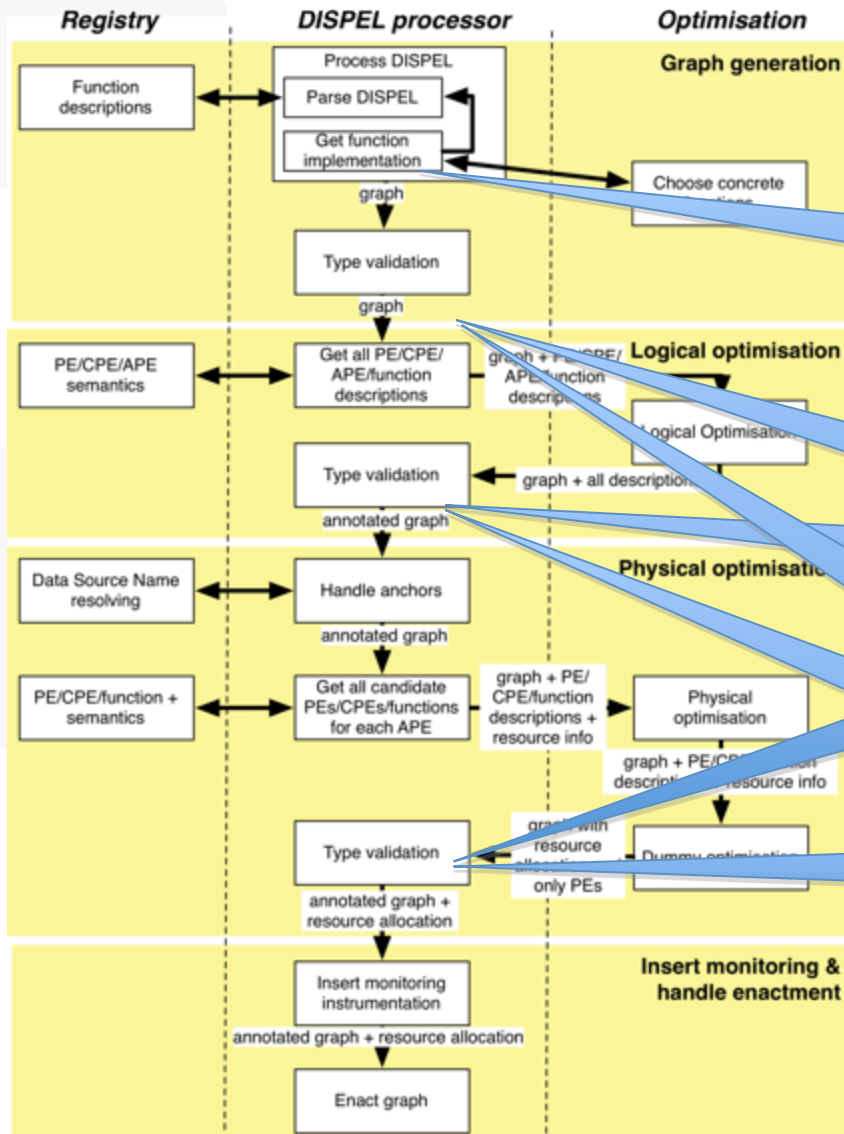 Registry
DISPEL processor
Optimisation
Graph generation
Process DISPEL
Function
descriptions
Parse DISPEL
Get function
implementation
Choose concrete
graph
Type validation
graph
Logical optimisation
PE/CPE/APE
semantics
Get all PE/CPE/
APE/function
descriptions
graph + PE/CPE/
APE/function
descriptions
Logical Optimisation
Type validation
graph + all
annotated graph
Physical
Data Source Name
resolving
Handle anchors
annotated graph
PE/CPE/function +
semantics
Get all candidate
PEs/CPEs/functions
for each APE
graph + PE/
CPE/function
descriptions +
resource info
Physical
optimisation
graph +
resource info
Type validation
graph with
resource
only PEs
Dummy optimisation
annotated graph +
resource allocation
Insert monitoring &
handle enactment
Insert monitoring
instrumentation
annotated graph + resource allocation
Enact graph